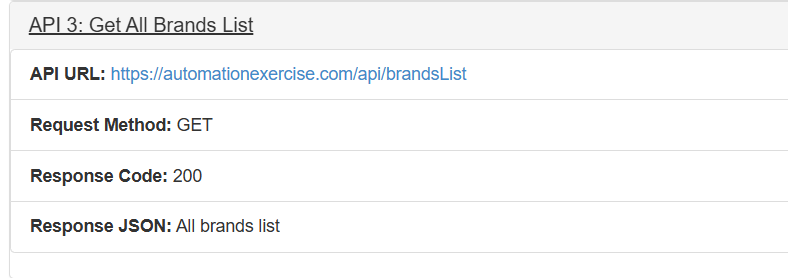 API 3: Get All Brands List
API URL: https://automationexercise.com/api/brandsList
Request Method: GET
Response Code: 200
Response JSON: All brands list